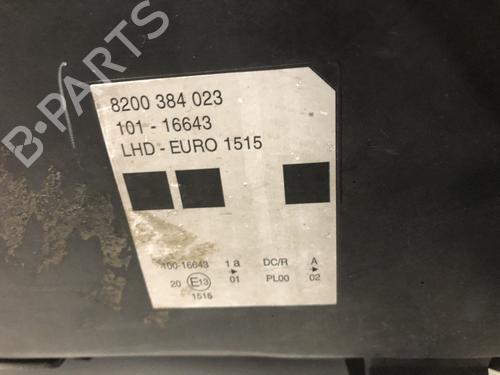 B-PARTS
8200 384 023
101 - 16643
LHD - EURO 1515
100-16643 1 a DC/R A
20 E13 01 PL00 02
1515